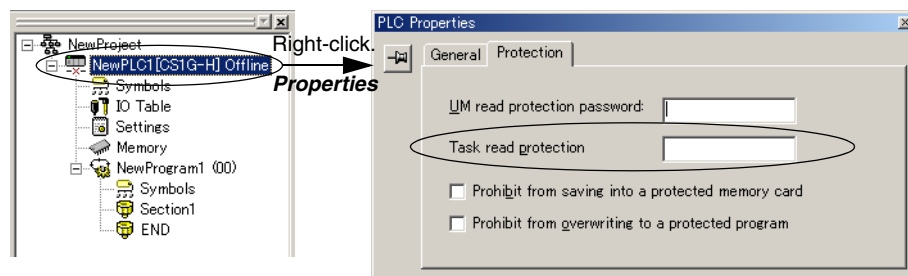 NewProject
NewPLC1[CS1G-H] Offline
Symbols
IO Table
Settings
Memory
NewProgram1 (00)
Symbols
Section1
END
Right-click.
Properties
PLC Properties
General
Protection
UM read protection password:
Task read protection
Prohibit from saving into a protected memory card
Prohibit from overwriting to a protected program